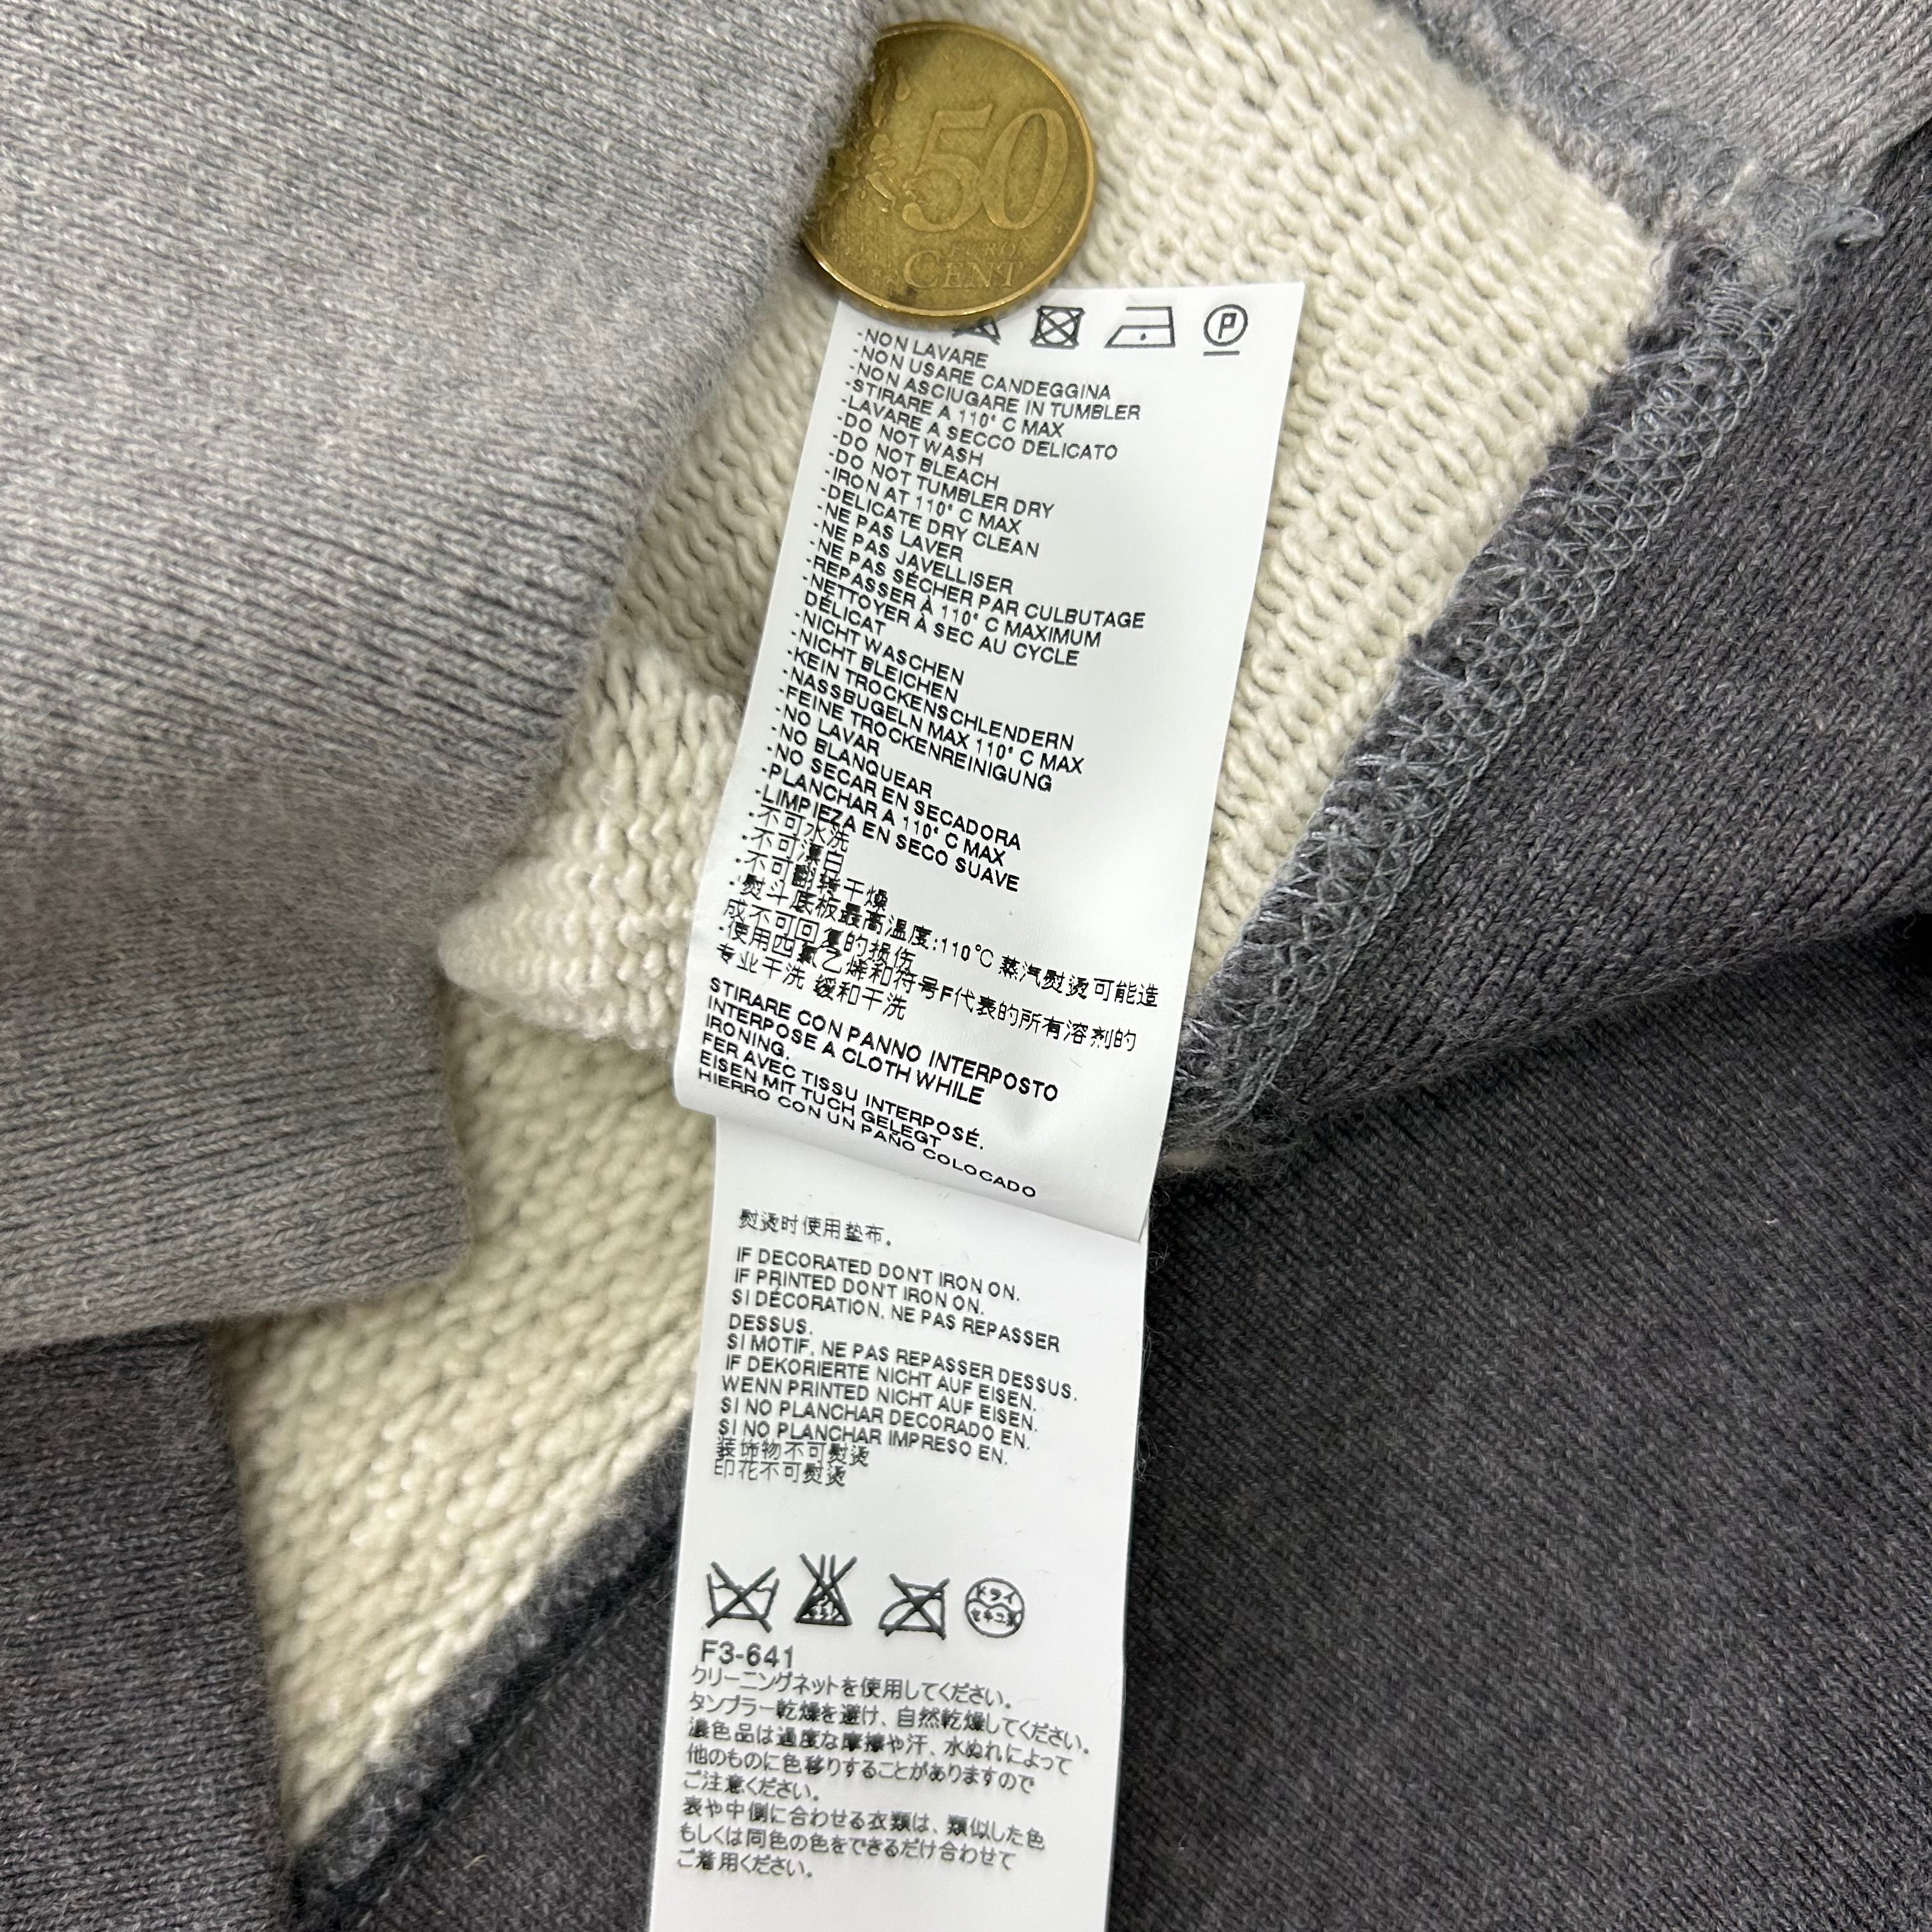 50
EURO
CENT
P
-NON LAVARE
-NON USARE CANDEGGINA
-NON ASCIUGARE IN TUMBLER
-STIRARE A 110° C MAX
-LAVARE A SECCO DELICATO
-DO NOT WASH
-DO NOT BLEACH
-DO NOT TUMBLER DRY
-IRON AT 110° C MAX
-DELICATE DRY CLEAN
-NE PAS LAVER
-NE PAS JAVELLISER
-NE PAS SÉCHER PAR CULBUTAGE
-REPASSER À 110° C MAXIMUM
-NETTOYER À SEC AU CYCLE
DÉLICAT
-NICHT WASCHEN
-NICHT BLEICHEN
-KEIN TROCKENSCHLENDERN
-NASSBUGELN MAX 110° C MAX
-FEINE TROCKENREINIGUNG
-NO LAVAR
-NO BLANQUEAR
-NO SECAR EN SECADORA
-PLANCHAR A 110° C MAX
-LIMPIEZA EN SECO SUAVE
-不可水洗
-不可漂白
-不可翻转干燥
-熨斗底板最高温度:110℃ 蒸汽熨烫可能造
成不可回复的损伤
-使用四氯乙烯和符号F代表的所有溶剂的
专业干洗 缓和干洗
STIRARE CON PANNO INTERPOSTO
INTERPOSE A CLOTH WHILE
IRONING.
FER AVEC TISSU INTERPOSÉ.
EISEN MIT TUCH GELEGT
HIERRO CON UN PAÑO COLOCADO
熨烫时使用垫布。
IF DECORATED DON'T IRON ON.
IF PRINTED DON'T IRON ON.
SI DÉCORATION, NE PAS REPASSER
DESSUS.
SI MOTIF, NE PAS REPASSER DESSUS.
IF DEKORIERTE NICHT AUF EISEN.
WENN PRINTED NICHT AUF EISEN.
SI NO PLANCHAR DECORADO EN.
SI NO PLANCHAR IMPRESO EN.
装饰物不可熨烫
印花不可熨烫
ドライ
セキユ系
F3-641
クリーニングネットを使用してください。
タンブラー乾燥を避け、自然乾燥してください。
濃色品は過度な摩擦や汗、水ぬれによって
他のものに色移りすることがありますので
ご注意ください。
表や中側に合わせる衣類は、類似した色
もしくは同色の色をできるだけ合わせて
ご着用ください。